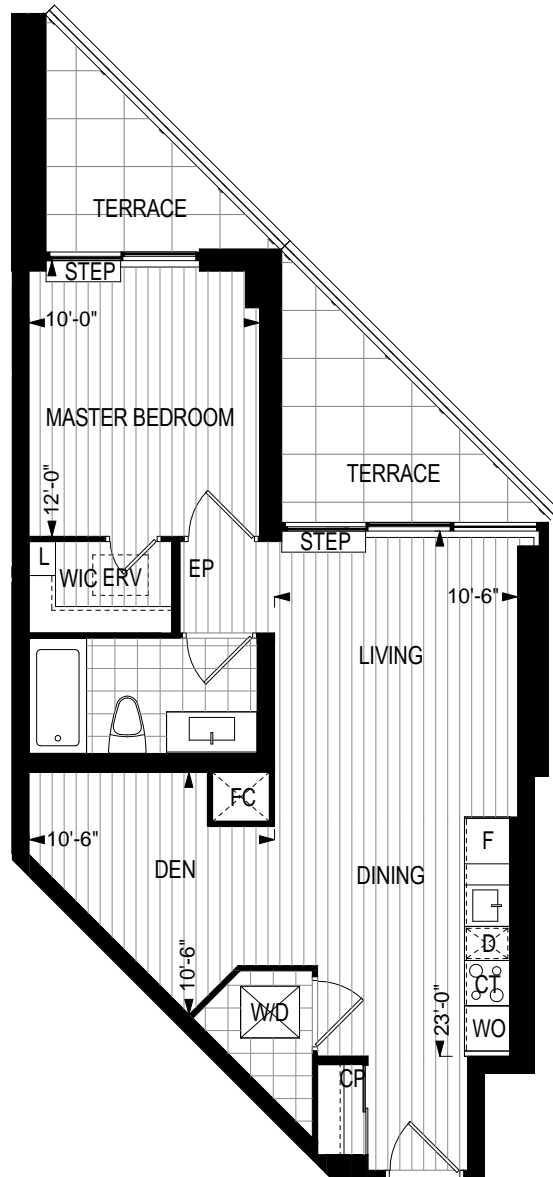 TERRACE
STEP
10'-0"
MASTER BEDROOM
TERRACE
12'-0"
STEP
L
WIC
ERV
EP
10'-6"
LIVING
FC
10'-6"
F
DEN
DINING
D
10'-6"
CT
W/D
23'-0"
WO
CP